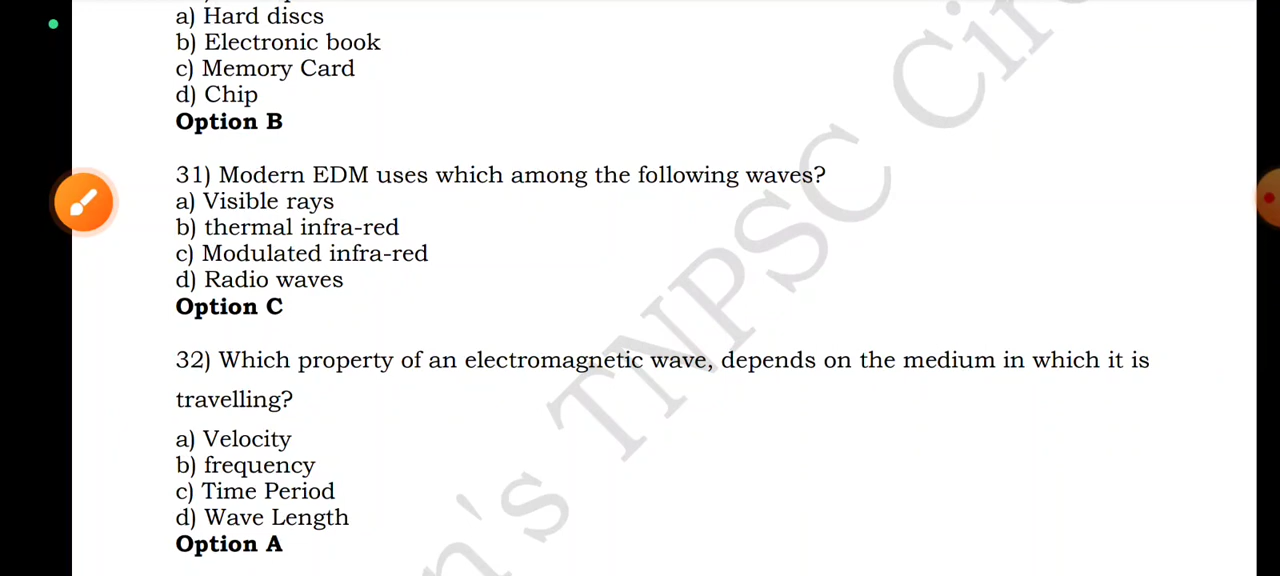 a) Hard discs
b) Electronic book
c) Memory Card
d) Chip
Option B
31) Modern EDM uses which among the following waves?
a) Visible rays
b) thermal infra-red
c) Modulated infra-red
d) Radio waves
Option C
32) Which property of an electromagnetic wave, depends on the medium in which it is
travelling?
a) Velocity
b) frequency
c) Time Period
d) Wave Length
Option A
n's TNPSC Cir